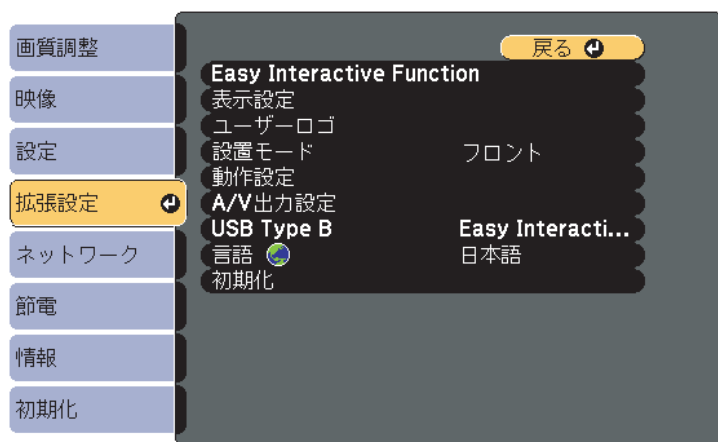 画質調整
映像
設定
拡張設定
ネットワーク
節電
情報
初期化
戻る
Easy Interactive Function
表示設定
ユーザーロゴ
設置モード フロント
動作設定
A/V出力設定
USB Type B Easy Interacti...
言語 日本語
初期化